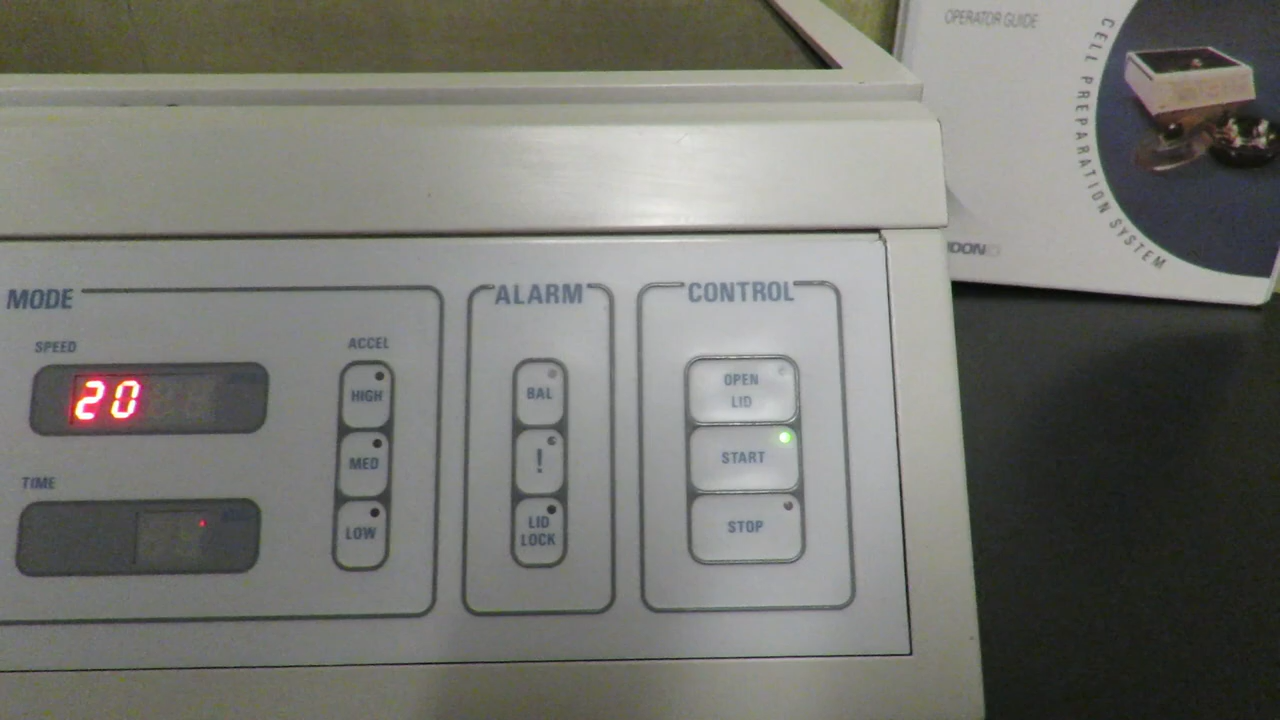 OPERATOR GUIDE
CELL PREPARATION SYSTEM
MODE
SPEED
20
TIME
ACCEL
HIGH
MED
LOW
ALARM
BAL
!
LID
LOCK
CONTROL
OPEN
LID
START
STOP